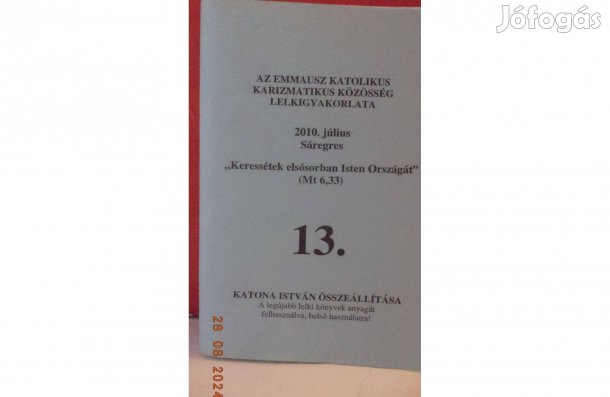 Jófogás
AZ EMMAUSZ KATOLIKUS
KARIZMATIKUS KÖZÖSSÉG
LELKIGYAKORLATA
2010. július
Sáregres
„Keressétek elsősorban Isten Országát”
(Mt 6,33)
13.
KATONA ISTVÁN ÖSSZEÁLLÍTÁSA
A legújabb lelki könyvek anyagát
felhasználva, belső használatra!
28 08 2024